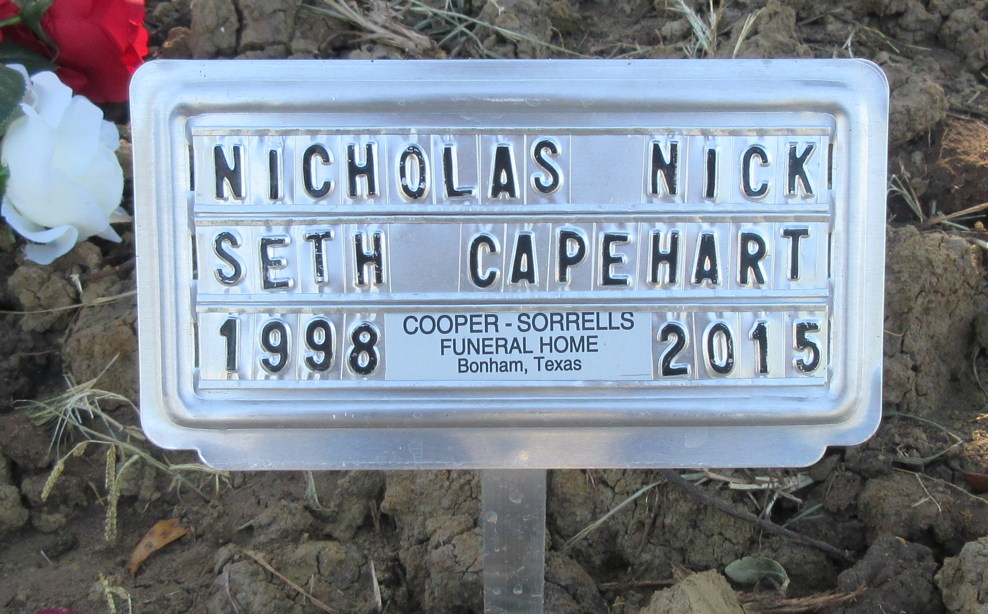 NICHOLAS NICK
SETH CAPEHART
1998 COOPER-SORRELLS 2015
FUNERAL HOME
Bonham, Texas